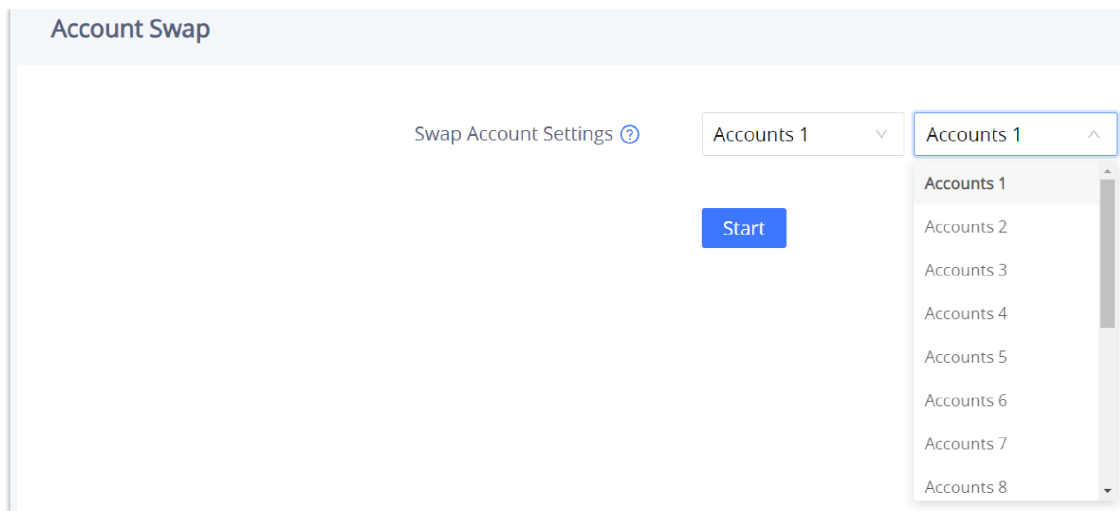 Account Swap
Swap Account Settings ? Accounts 1 Accounts 1
Accounts 1
Start
Accounts 2
Accounts 3
Accounts 4
Accounts 5
Accounts 6
Accounts 7
Accounts 8